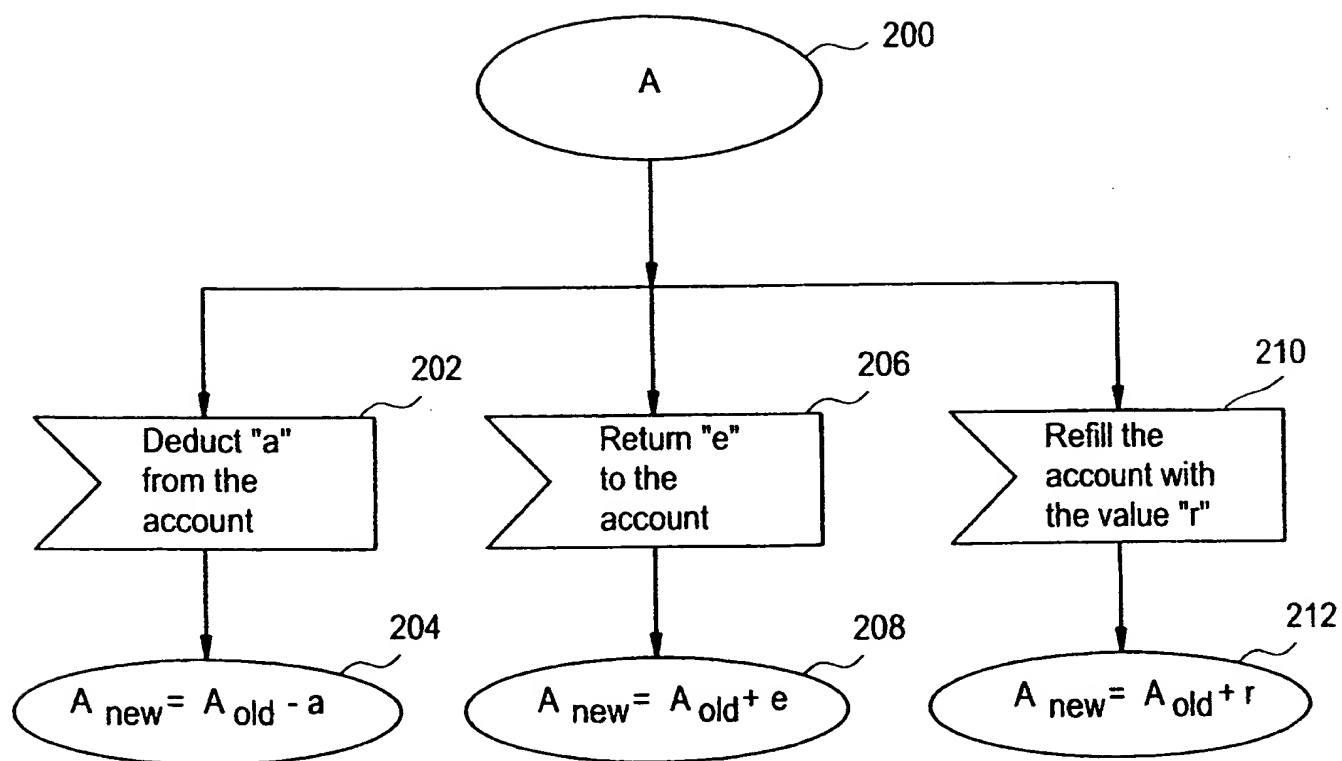 200
A
202
Deduct "a"
from the
account
206
Return "e"
to the
account
210
Refill the
account with
the value "r"
204
A new = A old - a
208
A new = A old + e
212
A new = A old + r